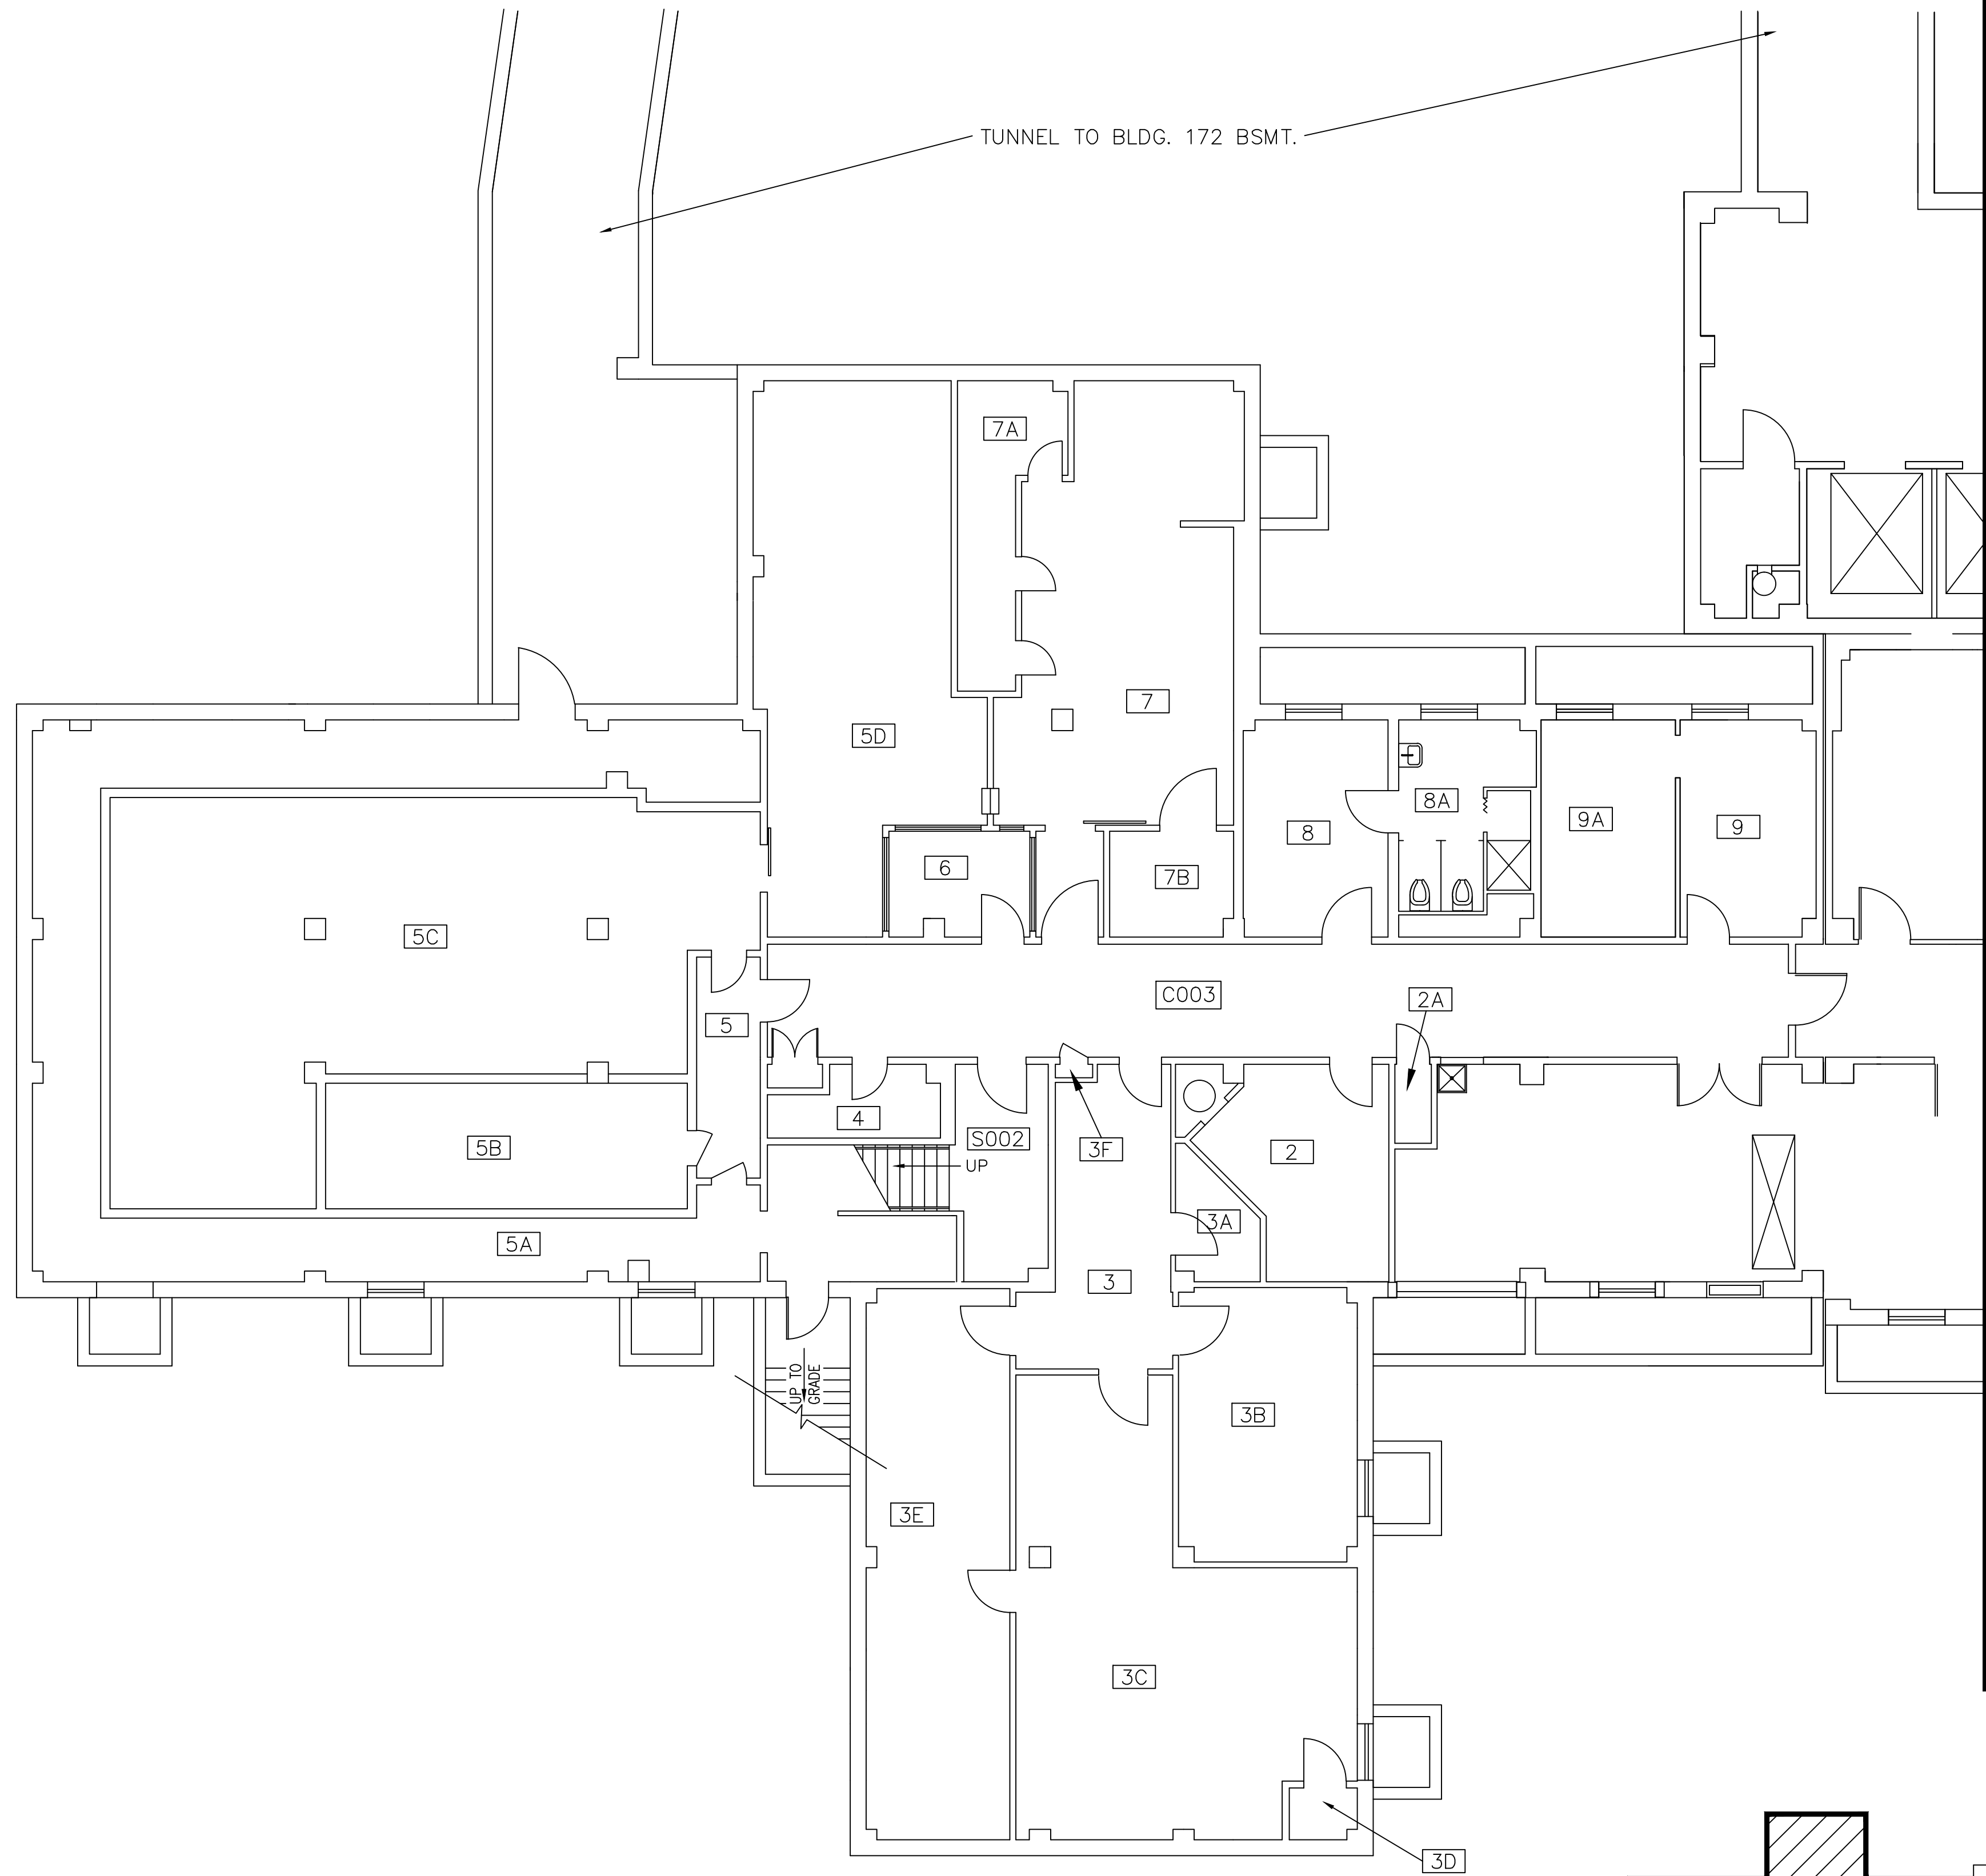 TUNNEL TO BLDG. 172 BSMT.
7A
7
5D
8A
9A
9
8
6
7B
5C
C003
2A
5
4
S002
3F
2
5B
UP
3A
5A
3
UP TO
GRADE
3B
3E
3C
3D